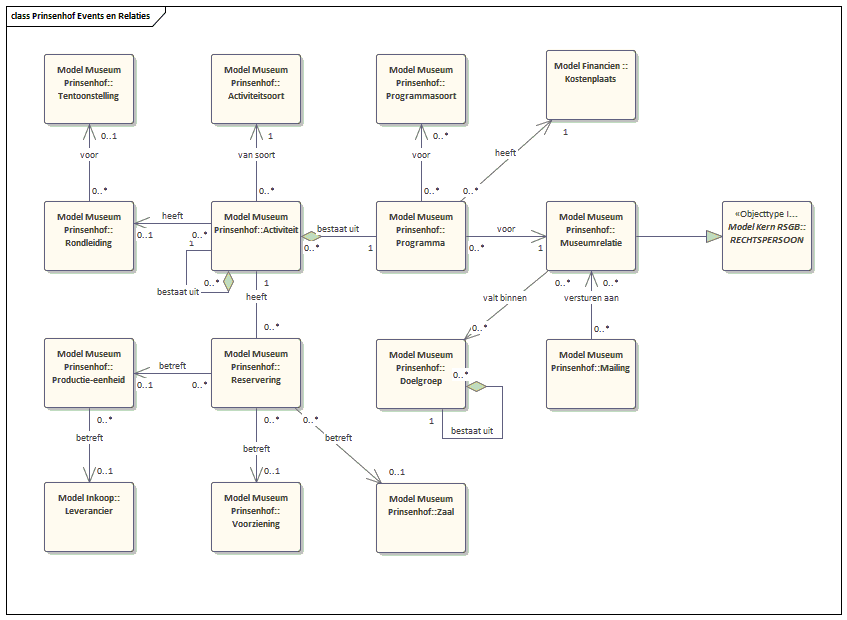 class Prinsenhof Events en Relaties
Model Museum
Prinsenhof::
Tentoonstelling
Model Museum
Prinsenhof::
Activiteitsoort
Model Museum
Prinsenhof::
Programmasoort
Model Financien ::
Kostenplaats
0..1
voor
0..*
1
van soort
0..*
0..*
voor
0..*
1
heeft
0..*
Model Museum
Prinsenhof::
Rondleiding
heeft
0..1
0..*
Model Museum
Prinsenhof::Activiteit
bestaat uit
0..*
1
Model Museum
Prinsenhof::
Programma
voor
0..*
1
Model Museum
Prinsenhof::
Museumrelatie
«Objecttype I...
Model Kern RSGB::
RECHTSPERSOON
1
0..*
bestaat uit
1
heeft
0..*
0..*
valt binnen
0..*
0..*
versturen aan
0..*
Model Museum
Prinsenhof::
Productie-eenheid
betreft
0..1
0..*
Model Museum
Prinsenhof::
Reservering
Model Museum
Prinsenhof::
Doelgroep
0..*
1
bestaat uit
Model Museum
Prinsenhof::Mailing
0..*
betreft
0..1
0..*
betreft
0..1
0..*
betreft
0..1
Model Inkoop::
Leverancier
Model Museum
Prinsenhof::
Voorziening
Model Museum
Prinsenhof::Zaal